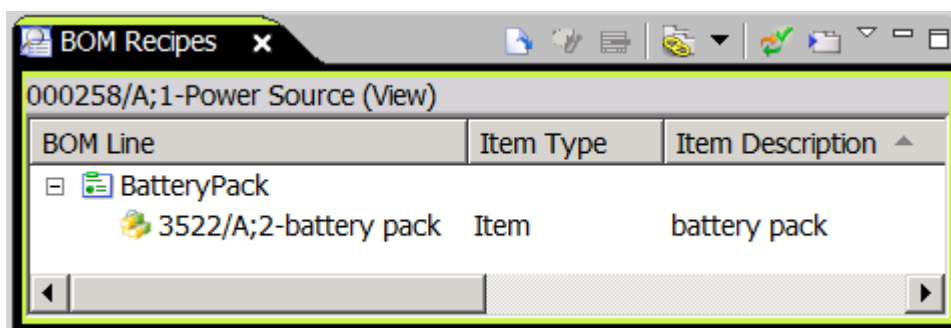 BOM Recipes
000258/A;1-Power Source (View)
BOM Line Item Type Item Description
BatteryPack
3522/A;2-battery pack Item battery pack